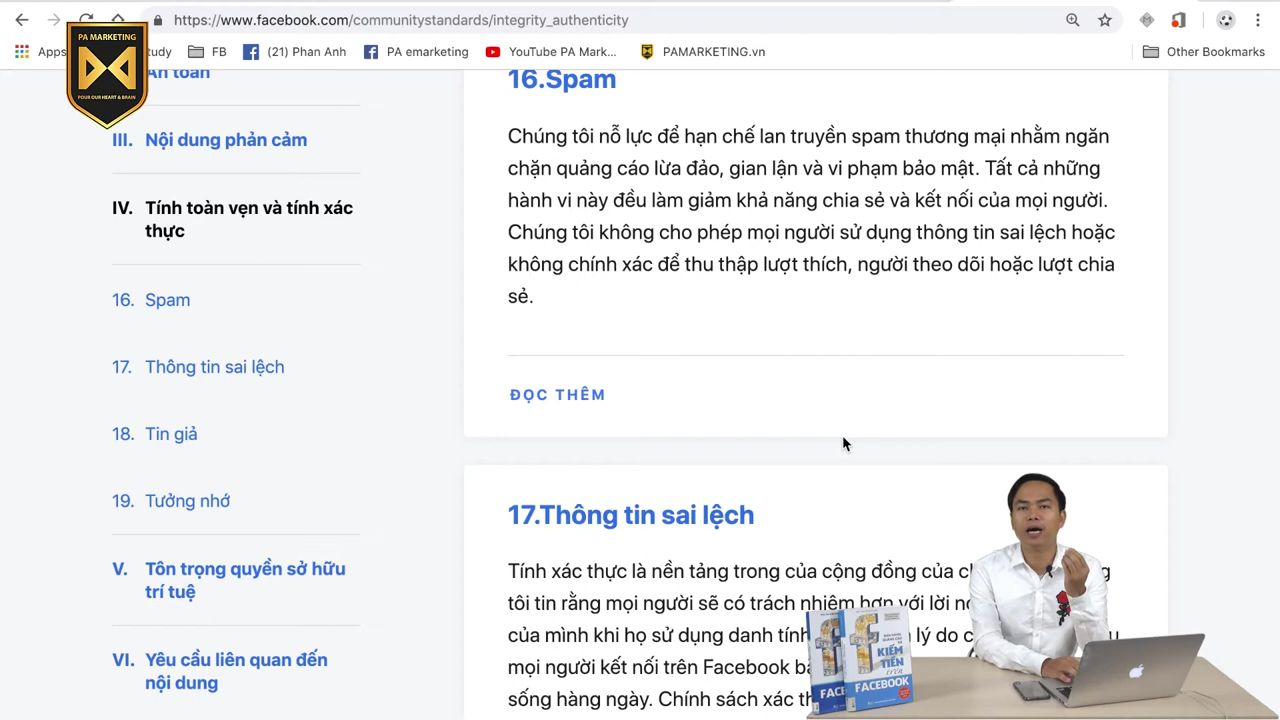 https://www.facebook.com/communitystandards/integrity_authenticity
Apps
FB
(21) Phan Anh
PA emarketing
YouTube PA Mark...
PAMARKETING.vn
Other Bookmarks
PA MARKETING
POUR OUR HEART & BRAIN
An toàn
III. Nội dung phản cảm
IV. Tính toàn vẹn và tính xác
thực
16. Spam
17. Thông tin sai lệch
18. Tin giả
19. Tưởng nhớ
V. Tôn trọng quyền sở hữu
trí tuệ
VI. Yêu cầu liên quan đến
nội dung
16.Spam
Chúng tôi nỗ lực để hạn chế lan truyền spam thương mại nhằm ngăn
chặn quảng cáo lừa đảo, gian lận và vi phạm bảo mật. Tất cả những
hành vi này đều làm giảm khả năng chia sẻ và kết nối của mọi người.
Chúng tôi không cho phép mọi người sử dụng thông tin sai lệch hoặc
không chính xác để thu thập lượt thích, người theo dõi hoặc lượt chia
sẻ.
ĐỌC THÊM
17.Thông tin sai lệch
Tính xác thực là nền tảng trong của cộng đồng của
tôi tin rằng mọi người sẽ có trách nhiệm hơn với lời
của mình khi họ sử dụng danh tính lý do
mọi người kết nối trên Facebook
sống hàng ngày. Chính sách xác
KIẾM
TIỀN
FACEBOOK